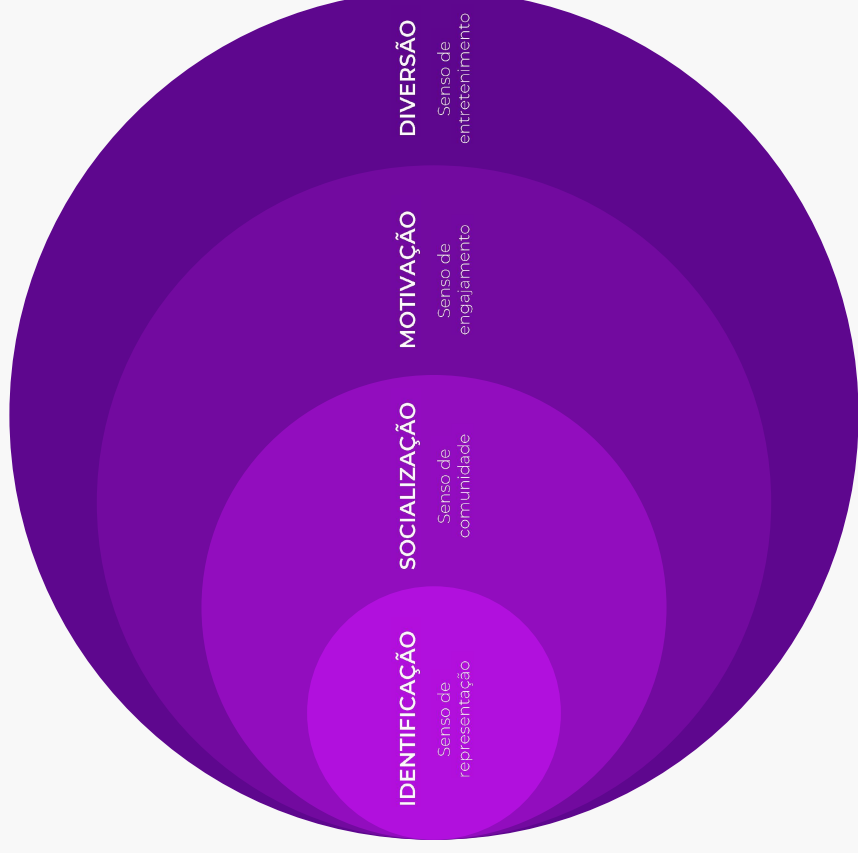 DIVERSÃO
Senso de
entretenimento
MOTIVAÇÃO
Senso de
engajamento
SOCIALIZAÇÃO
Senso de
comunidade
IDENTIFICAÇÃO
Senso de
representação